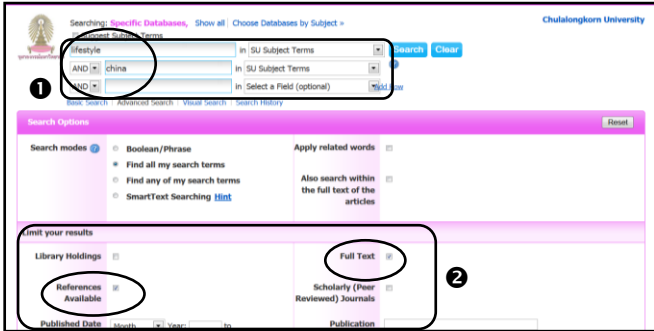 Searching: Specific Databases, Show all | Choose Databases by Subject »
Chulalongkorn University
Suggest Subject Terms
lifestyle in SU Subject Terms Search Clear
AND china in SU Subject Terms
❶
AND in Select a Field (optional) Add Row
Basic Search | Advanced Search | Visual Search | Search History
Search Options Reset
Search modes ? Boolean/Phrase Apply related words
Find all my search terms
Find any of my search terms Also search within the full text of the articles
SmartText Searching Hint
Limit your results
Library Holdings Full Text
❷
References Available Scholarly (Peer Reviewed) Journals
Published Date Month Year: to Publication